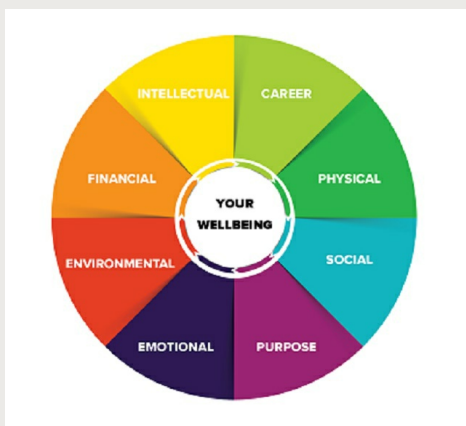 INTELLECTUAL
CAREER
FINANCIAL
PHYSICAL
YOUR
WELLBEING
ENVIRONMENTAL
SOCIAL
EMOTIONAL
PURPOSE